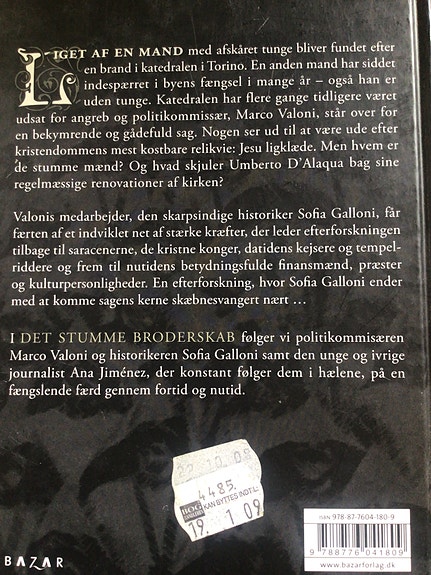 LIGET AF EN MAND med afskåret tunge bliver fundet efter
en brand i katedralen i Torino. En anden mand har siddet
indespærret i byens fængsel i mange år – også han er
uden tunge. Katedralen har flere gange tidligere været
udsat for angreb og politikommissær, Marco Valoni, står over for
en bekymrende og gådefuld sag. Nogen ser ud til at være ude efter
kristendommens mest kostbare relikvie: Jesu ligklæde. Men hvem er
de stumme mænd? Og hvad skjuler Umberto D'Alaqua bag sine
regelmæssige renovationer af kirken?
Valonis medarbejder, den skarpsindige historiker Sofia Galloni, får
færten af et indviklet net af stærke kræfter, der leder efterforskningen
tilbage til saracenerne, de kristne konger, datidens kejsere og tempel-
riddere og frem til nutidens betydningsfulde finansmænd, præster
og kulturpersonligheder. En efterforskning, hvor Sofia Galloni ender
med at komme sagens kerne skæbnesvangert nært ...
I DET STUMME BRODERSKAB følger vi politikommisæren
Marco Valoni og historikeren Sofia Galloni samt den unge og ivrige
journalist Ana Jiménez, der konstant følger dem i hælene, på en
fængslende færd gennem fortid og nutid.
10 08
4485.
BOG
KAN BYTTES INDTIL:
19 1 09
ISBN 978-87-7604-180-9
9 788776 041809
www.bazarforlag.dk
BAZAR